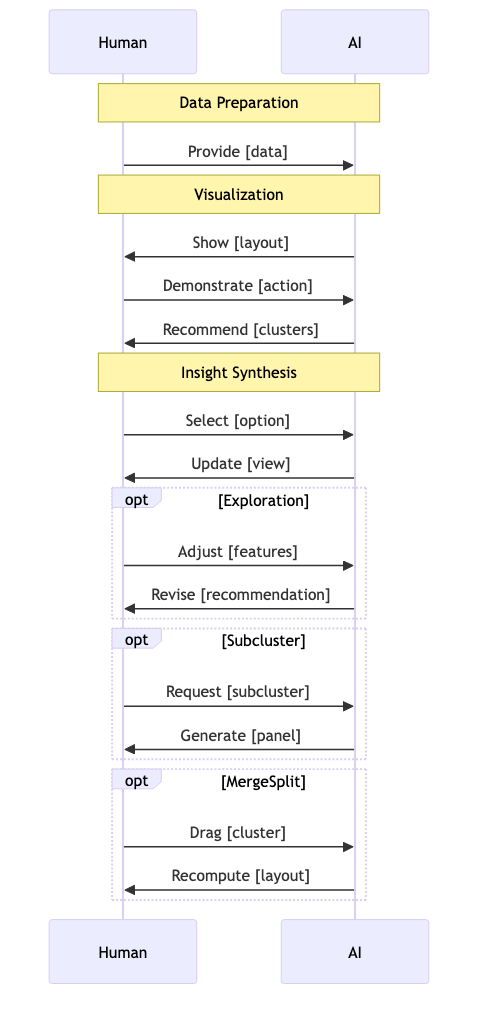 Human
AI
Data Preparation
Provide [data]
Visualization
Show [layout]
Demonstrate [action]
Recommend [clusters]
Insight Synthesis
Select [option]
Update [view]
opt
[Exploration]
Adjust [features]
Revise [recommendation]
opt
[Subcluster]
Request [subcluster]
Generate [panel]
opt
[MergeSplit]
Drag [cluster]
Recompute [layout]
Human
AI